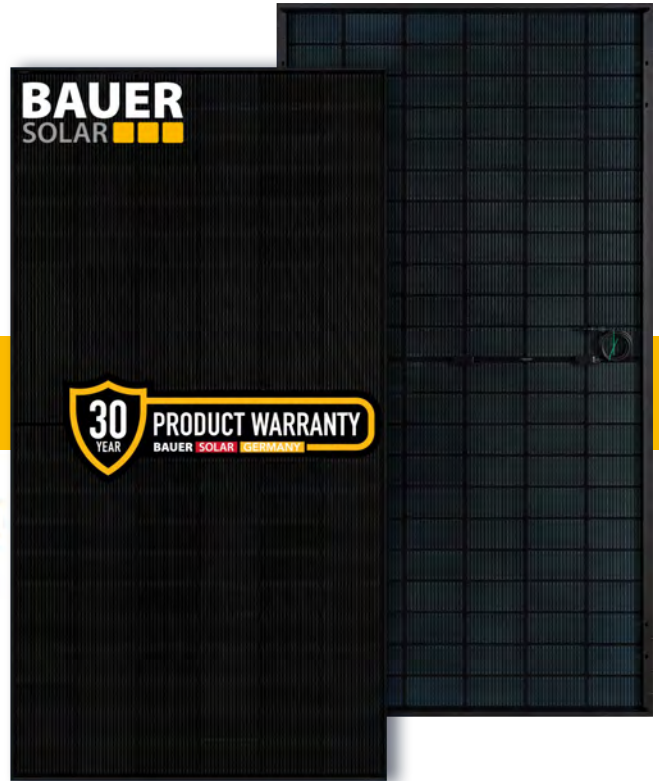 BAUER
SOLAR
30
YEAR
PRODUCT WARRANTY
BAUER SOLAR GERMANY